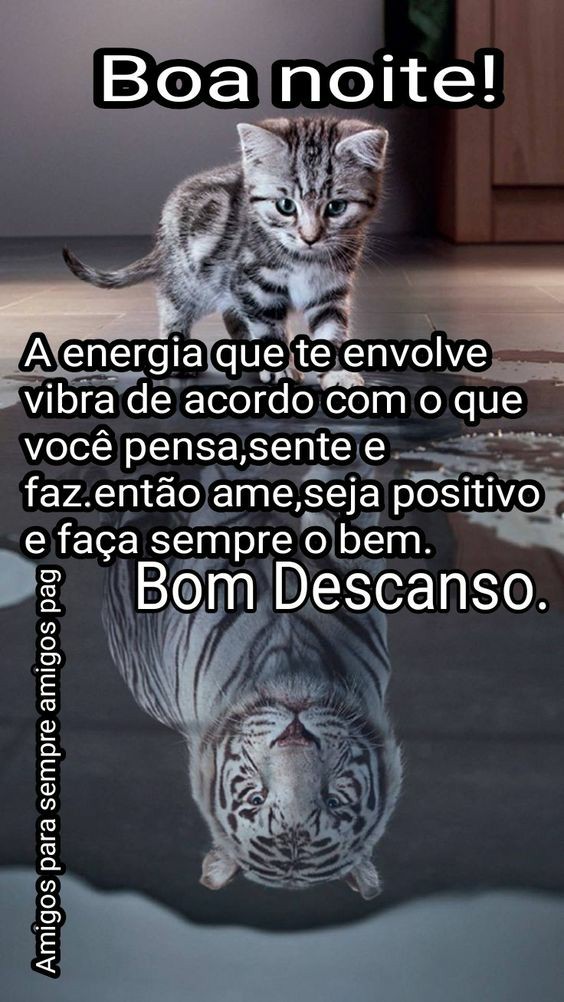 Boa noite!
A energia que te envolve
vibra de acordo com o que
você pensa,sente e
faz.então ame,seja positivo
e faça sempre o bem.
Bom Descanso.
Amigos para sempre amigos pag